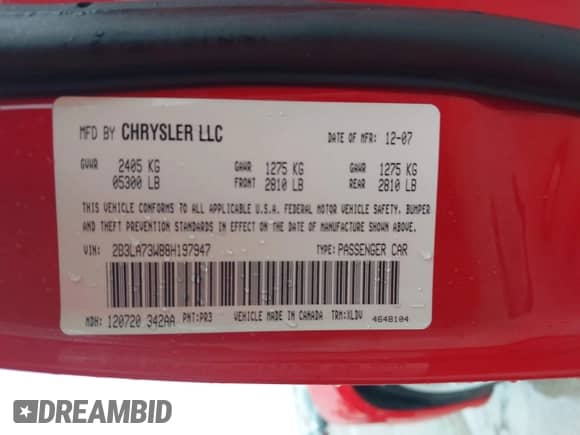 MFD BY CHRYSLER LLC DATE OF MFR: 12-07
GVWR 2405 KG GAWR 1275 KG GAWR 1275 KG
05300 LB FRONT 2810 LB REAR 2810 LB
THIS VEHICLE CONFORMS TO ALL APPLICABLE U.S.A. FEDERAL MOTOR VEHICLE SAFETY, BUMPER
AND THEFT PREVENTION STANDARDS IN EFFECT ON THE DATE OF MANUFACTURE SHOWN ABOVE.
VIN: 2B3LA73W88H197947 TYPE: PASSENGER CAR
MDH: 120720 342AA PNT:PR3 VEHICLE MADE IN CANADA TRM:XLDV 4648104
DREAMBID